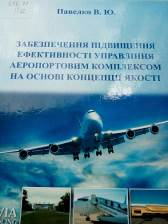 Павелко В. Ю.
ЗАБЕЗПЕЧЕННЯ ПІДВИЩЕННЯ
ЕФЕКТИВНОСТІ УПРАВЛІННЯ
АЕРОПОРТОВИМ КОМПЛЕКСОМ
НА ОСНОВІ КОНЦЕПЦІЇ ЯКОСТІ